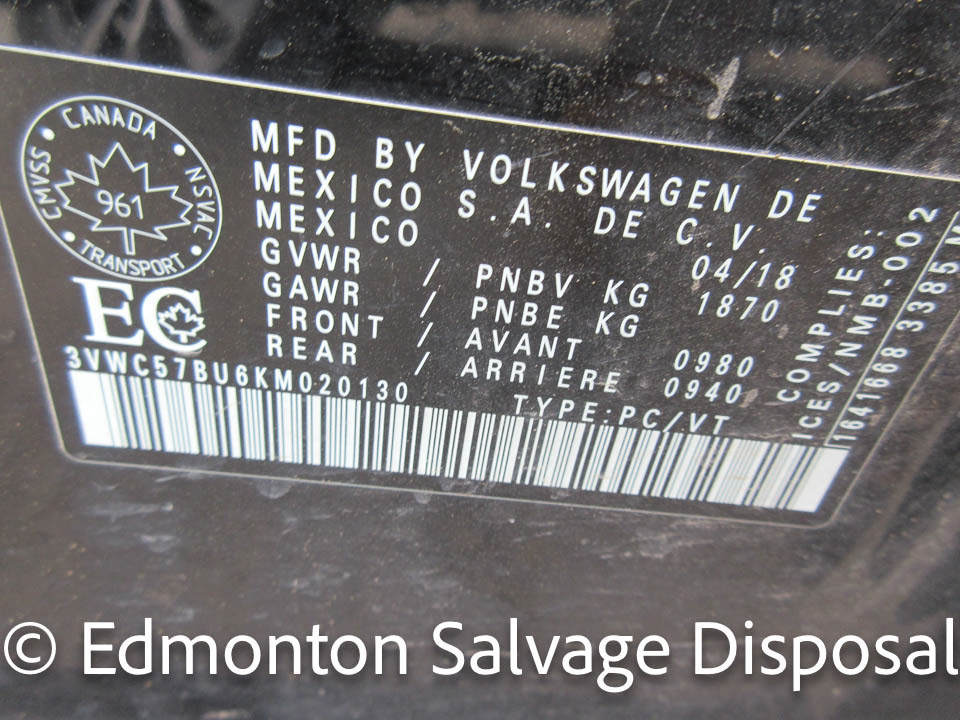 CANADA
CMVSS
NSVAC
961
TRANSPORT
EC
MFD BY VOLKSWAGEN DE
MEXICO S.A. DE C.V.
MEXICO 04/18
GVWR / PNBV KG 1870
GAWR / PNBE KG
FRONT / AVANT 0980
REAR / ARRIERE 0940
3VWC57BU6KM020130 TYPE:PC/VT
COMPLIES:
ICES/NMB-002
1641668 3385
© Edmonton Salvage Disposal